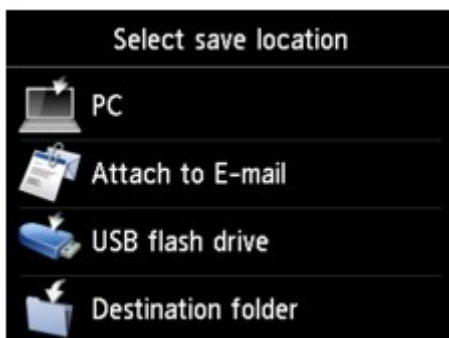 Select save location
PC
Attach to E-mail
USB flash drive
Destination folder